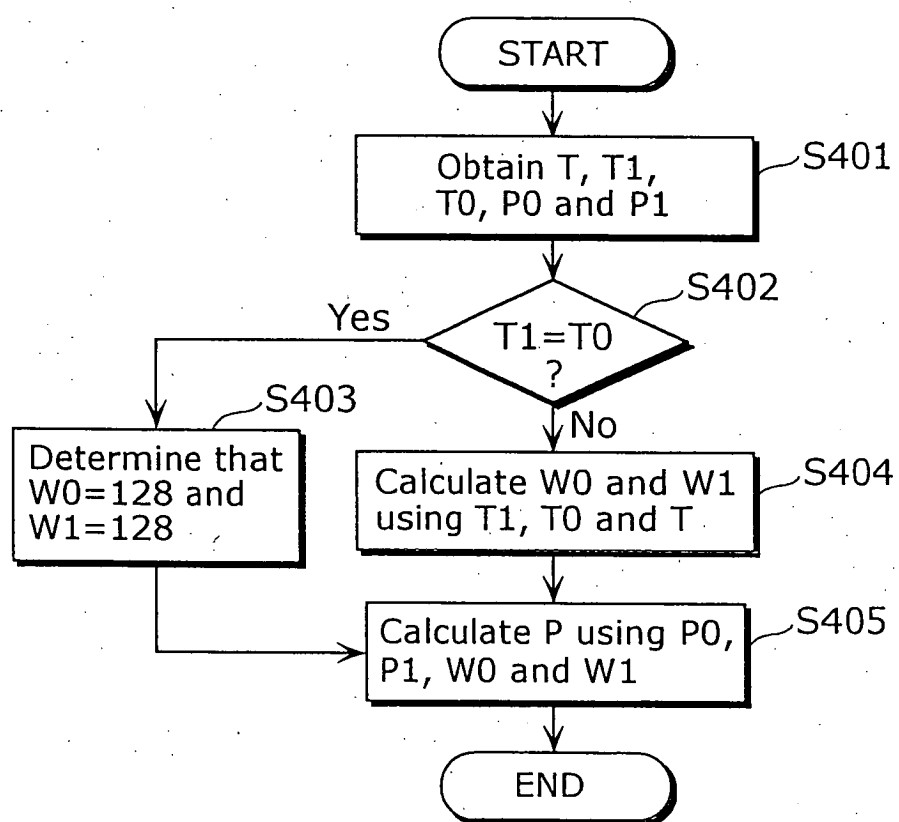 START
Obtain T, T1,
T0, P0 and P1
S401
S402
T1=T0
?
Yes
No
S403
Determine that
W0=128 and
W1=128
Calculate W0 and W1
using T1, T0 and T
S404
Calculate P using P0,
P1, W0 and W1
S405
END